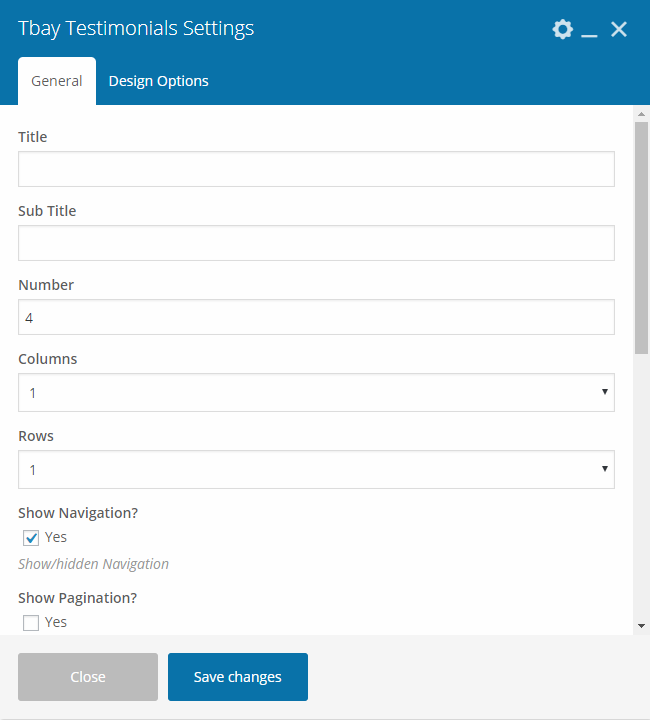 Tbay Testimonials Settings
General Design Options
Title
Sub Title
Number
4
Columns
1
Rows
1
Show Navigation?
Yes
Show/hidden Navigation
Show Pagination?
Yes
Close Save changes